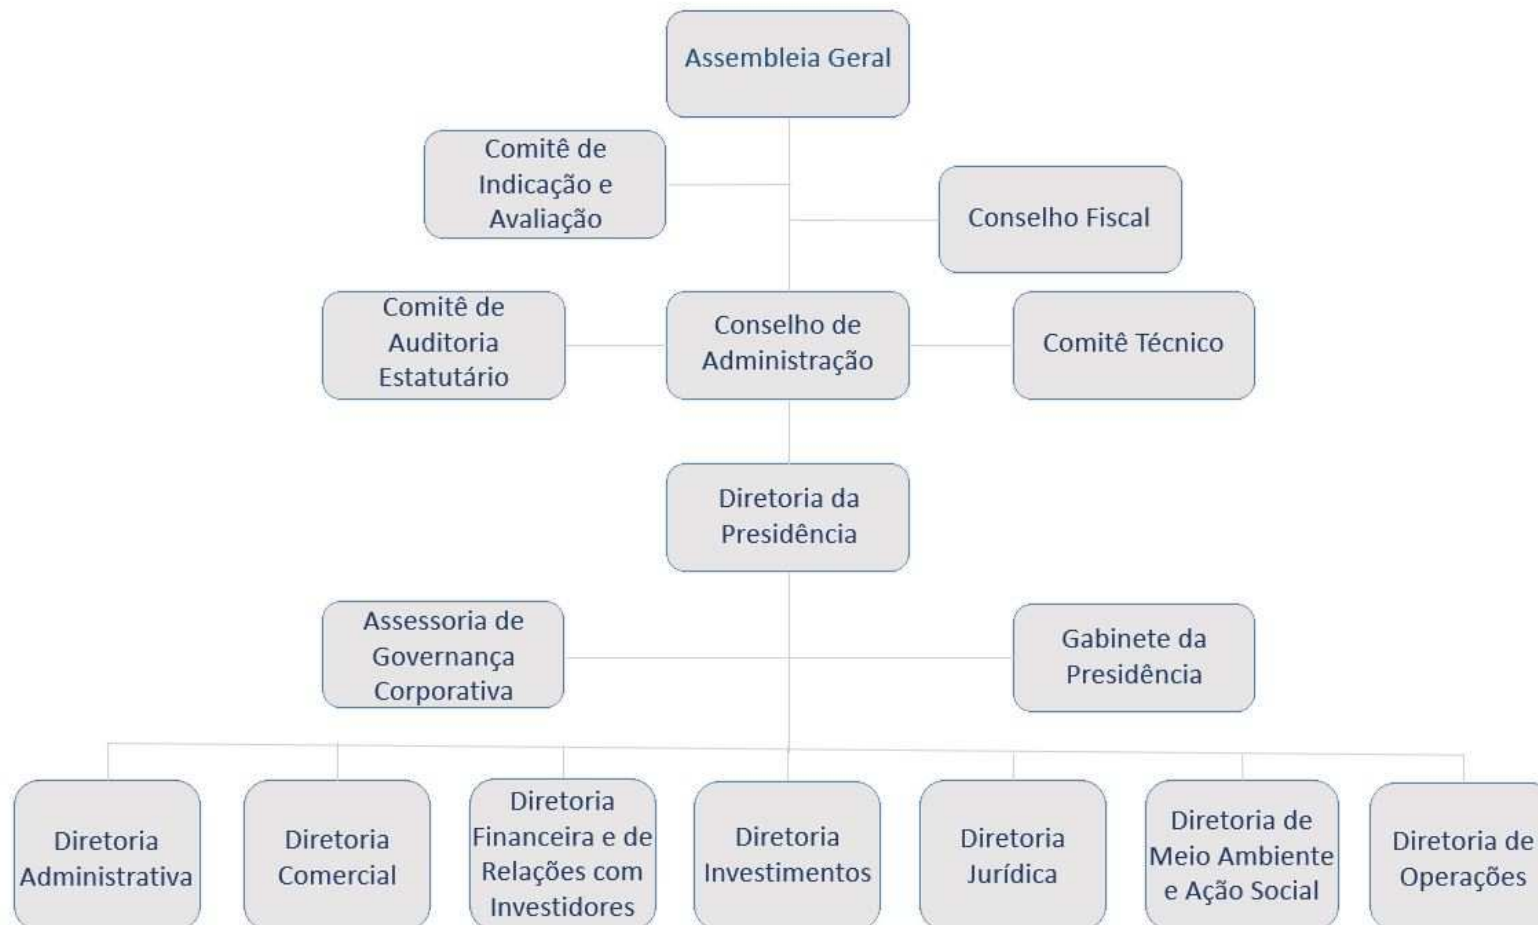 Assembleia Geral
Comitê de
Indicação e
Avaliação
Conselho Fiscal
Comitê de
Auditoria
Estatutário
Conselho de
Administração
Comitê Técnico
Diretoria da
Presidência
Assessoria de
Governança
Corporativa
Gabinete da
Presidência
Diretoria
Administrativa
Diretoria
Comercial
Diretoria
Financeira e de
Relações com
Investidores
Diretoria
Investimentos
Diretoria
Jurídica
Diretoria de
Meio Ambiente
e Ação Social
Diretoria de
Operações